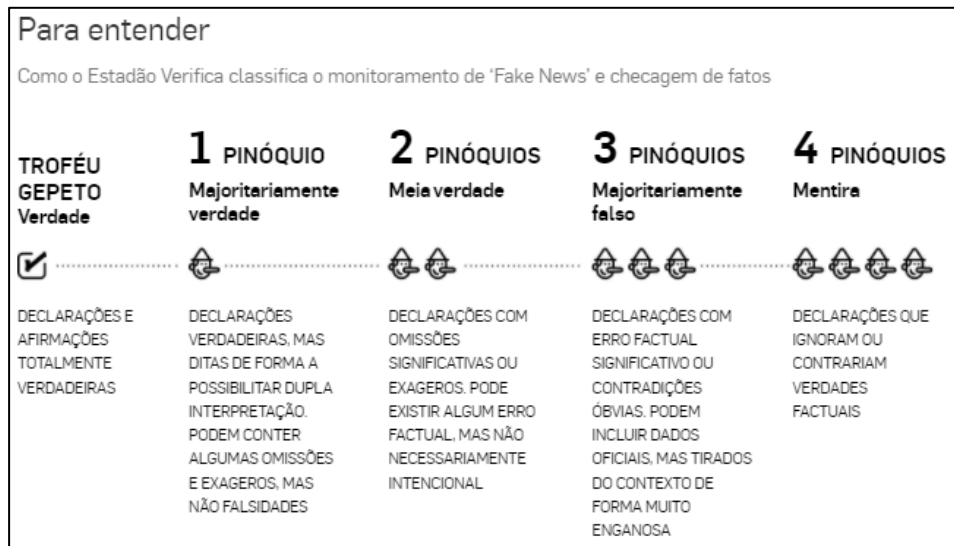 Para entender
Como o Estadão Verifica classifica o monitoramento de ‘Fake News’ e checagem de fatos
TROFÉU
GEPETO
Verdade
DECLARAÇÕES E
AFIRMAÇÕES
TOTALMENTE
VERDADEIRAS
1 PINÓQUIO
Majoritariamente
verdade
DECLARAÇÕES
VERDADEIRAS, MAS
DITAS DE FORMA A
POSSIBILITAR DUPLA
INTERPRETAÇÃO.
PODEM CONTER
ALGUMAS OMISSÕES
E EXAGEROS, MAS
NÃO FALSIDADES
2 PINÓQUIOS
Meia verdade
DECLARAÇÕES COM
OMISSÕES
SIGNIFICATIVAS OU
EXAGEROS. PODE
EXISTIR ALGUM ERRO
FACTUAL, MAS NÃO
NECESSARIAMENTE
INTENCIONAL
3 PINÓQUIOS
Majoritariamente
falso
DECLARAÇÕES COM
ERRO FACTUAL
SIGNIFICATIVO OU
CONTRADIÇÕES
ÓBVIAS. PODEM
INCLUIR DADOS
OFICIAIS, MAS TIRADOS
DO CONTEXTO DE
FORMA MUITO
ENGANOSA
4 PINÓQUIOS
Mentira
DECLARAÇÕES QUE
IGNORAM OU
CONTRARIAM
VERDADES
FACTUAIS